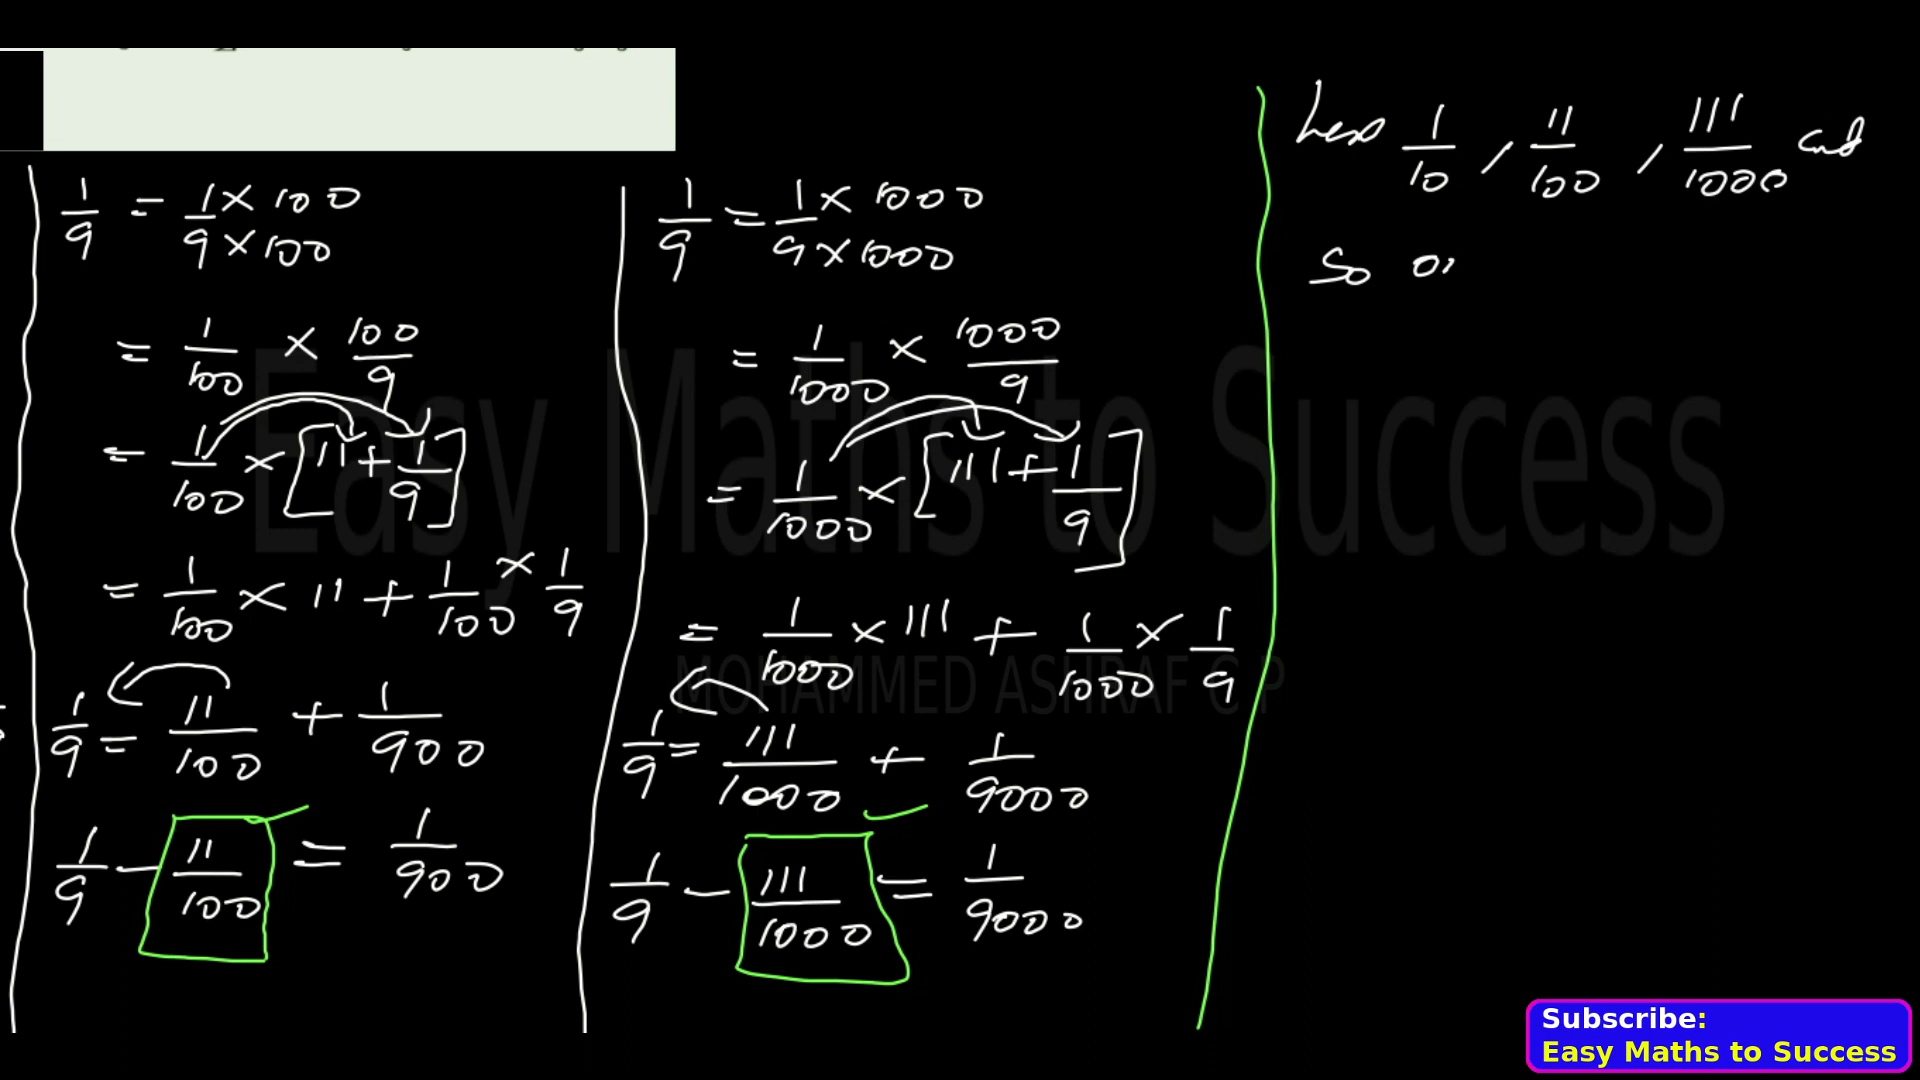 1/9 = 1 × 100 / 9 × 100
= 1/100 × 100/9
= 1/100 × [11 + 1/9]
= 1/100 × 11 + 1/100 × 1/9
1/9 = 11/100 + 1/900
1/9 − 11/100 = 1/900
1/9 = 1 × 1000 / 9 × 1000
= 1/1000 × 1000/9
= 1/1000 × [111 + 1/9]
= 1/1000 × 111 + 1/1000 × 1/9
1/9 = 111/1000 + 1/9000
1/9 − 111/1000 = 1/9000
1/10 , 11/100 , 111/1000 and
So
Easy Maths to Success
MOHAMMED ASHRAF C P
Subscribe:
Easy Maths to Success